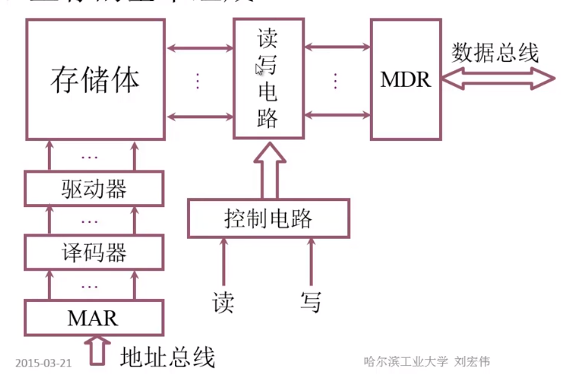 存储体
读写电路
MDR
数据总线
…
…
…
驱动器
…
控制电路
译码器
…
读
写
MAR
地址总线
2015-03-21
哈尔滨工业大学 刘宏伟